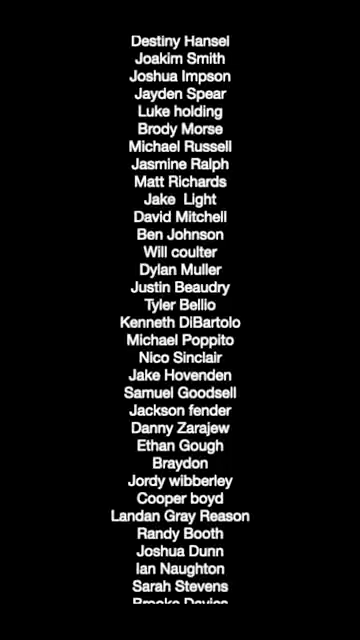 Destiny Hansel
Joakim Smith
Joshua Impson
Jayden Spear
Luke holding
Brody Morse
Michael Russell
Jasmine Ralph
Matt Richards
Jake  Light
David Mitchell
Ben Johnson
Will coulter
Dylan Muller
Justin Beaudry
Tyler Bellio
Kenneth DiBartolo
Michael Poppito
Nico Sinclair
Jake Hovenden
Samuel Goodsell
Jackson fender
Danny Zarajew
Ethan Gough
Braydon
Jordy wibberley
Cooper boyd
Landan Gray Reason
Randy Booth
Joshua Dunn
Ian Naughton
Sarah Stevens
Brooke Davies